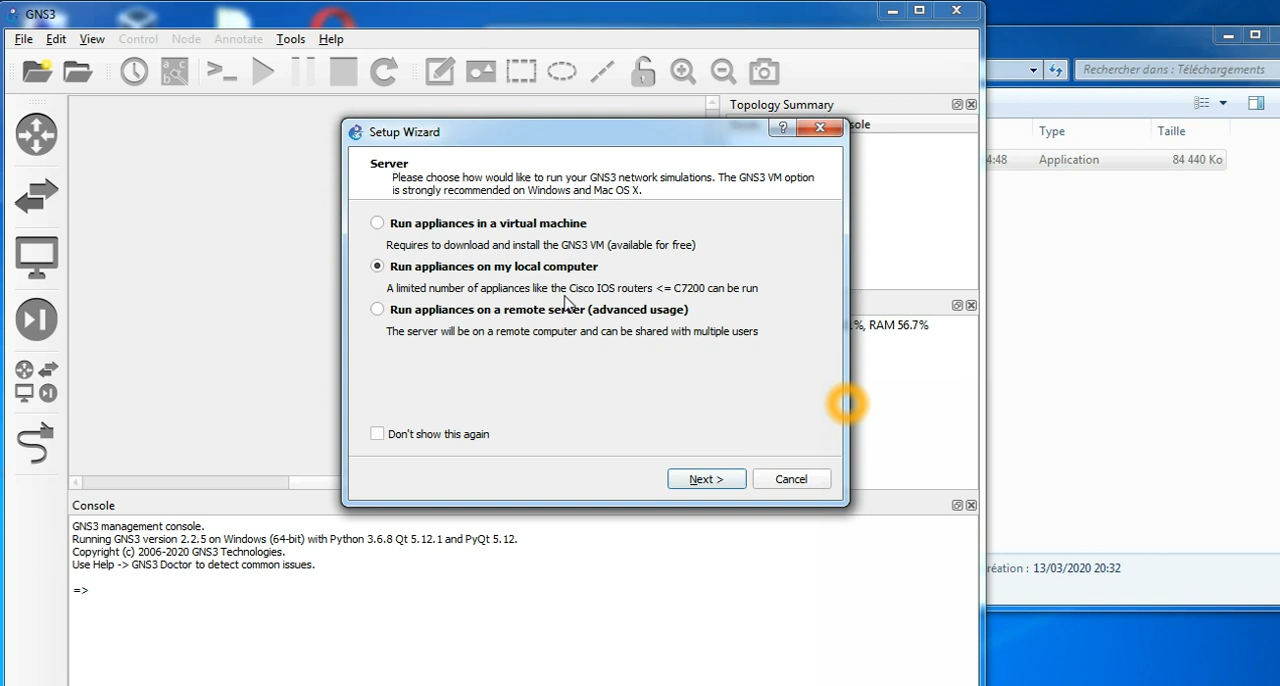 GNS3
File Edit View Control Node Annotate Tools Help
Rechercher dans : Téléchargements
Topology Summary
sole
Type Taille
4:48 Application 84 440 Ko
Setup Wizard
Server
Please choose how would like to run your GNS3 network simulations. The GNS3 VM option
is strongly recommended on Windows and Mac OS X.
Run appliances in a virtual machine
Requires to download and install the GNS3 VM (available for free)
Run appliances on my local computer
A limited number of appliances like the Cisco IOS routers <= C7200 can be run
Run appliances on a remote server (advanced usage)
The server will be on a remote computer and can be shared with multiple users
%, RAM 56.7%
Don't show this again
Next > Cancel
Console
GNS3 management console.
Running GNS3 version 2.2.5 on Windows (64-bit) with Python 3.6.8 Qt 5.12.1 and PyQt 5.12.
Copyright (c) 2006-2020 GNS3 Technologies.
Use Help -> GNS3 Doctor to detect common issues.
=>
réation : 13/03/2020 20:32